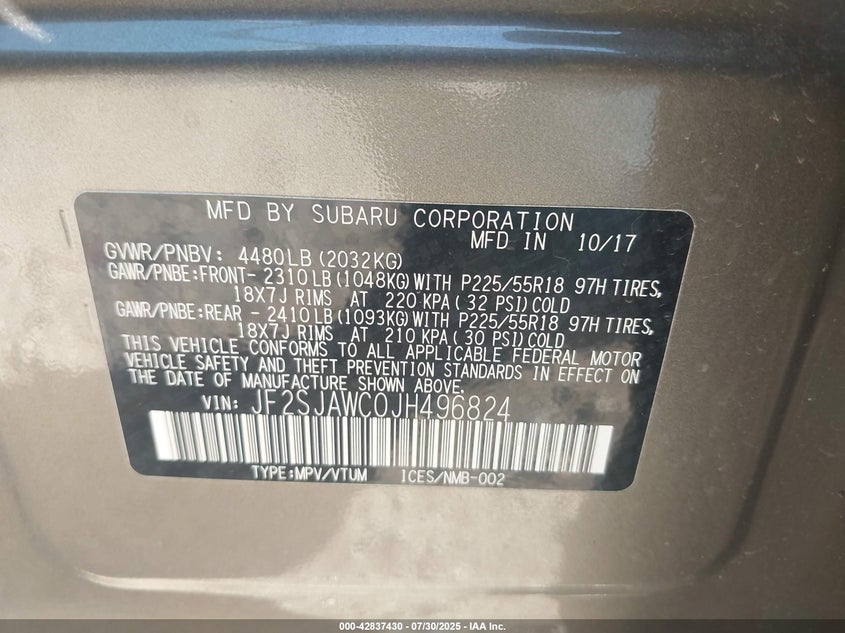 MFD BY SUBARU CORPORATION
MFD IN 10/17
GVWR/PNBV: 4480LB(2032KG)
GAWR/PNBE:FRONT-2310LB(1048KG)WITH P225/55R18 97H TIRES,
18X7J RIMS AT 220 KPA(32 PSI)COLD
GAWR/PNBE:REAR -2410LB(1093KG)WITH P225/55R18 97H TIRES,
18X7J RIMS AT 210 KPA(30 PSI)COLD
THIS VEHICLE CONFORMS TO ALL APPLICABLE FEDERAL MOTOR
VEHICLE SAFETY AND THEFT PREVENTION STANDARDS IN EFFECT ON
THE DATE OF MANUFACTURE SHOWN ABOVE.
VIN: JF2SJAWC0JH496824
TYPE:MPV/VTUM ICES/NMB-002
000-42837430 - 07/30/2025 - IAA Inc.